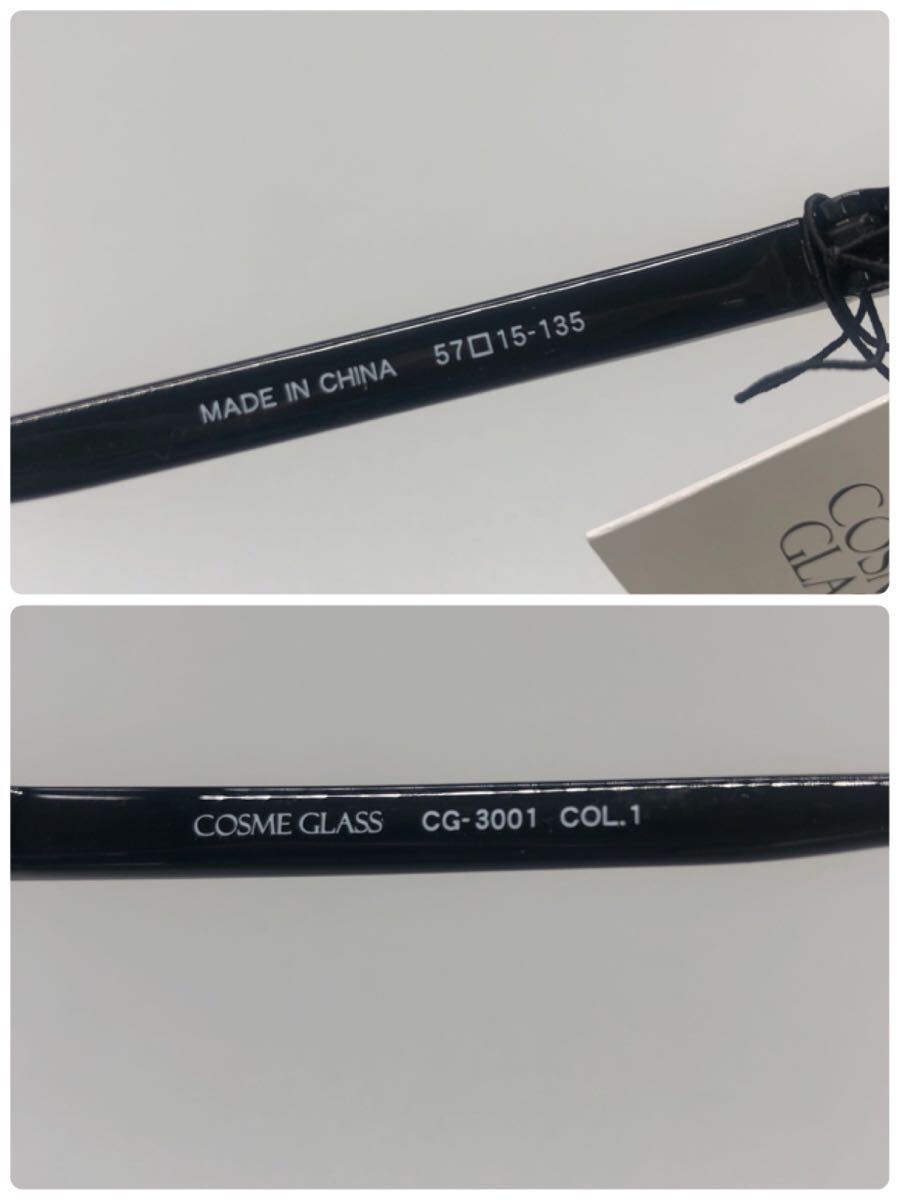 MADE IN CHINA 57□15-135
COSME GLASS CG-3001 COL.1